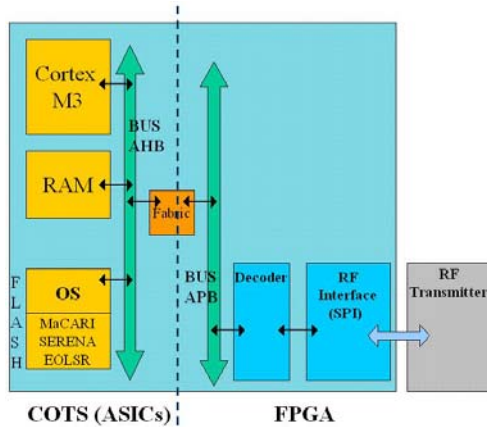 Cortex
M3
BUS
AHB
RAM
Fabric
FLASH
OS
MaCARI
SERENA
EOLSR
BUS
APB
Decoder
RF
Interface
(SPI)
RF
Transmitter
COTS (ASICs)
FPGA